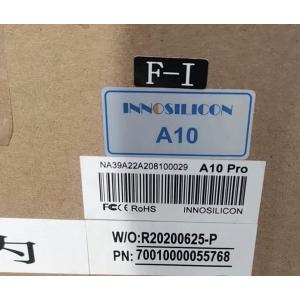 F-I
INNOSILICON
A10
NA39A22A208100029 A10 Pro
FC CE RoHS INNOSILICON
W/O:R20200625-P
PN: 70010000055768